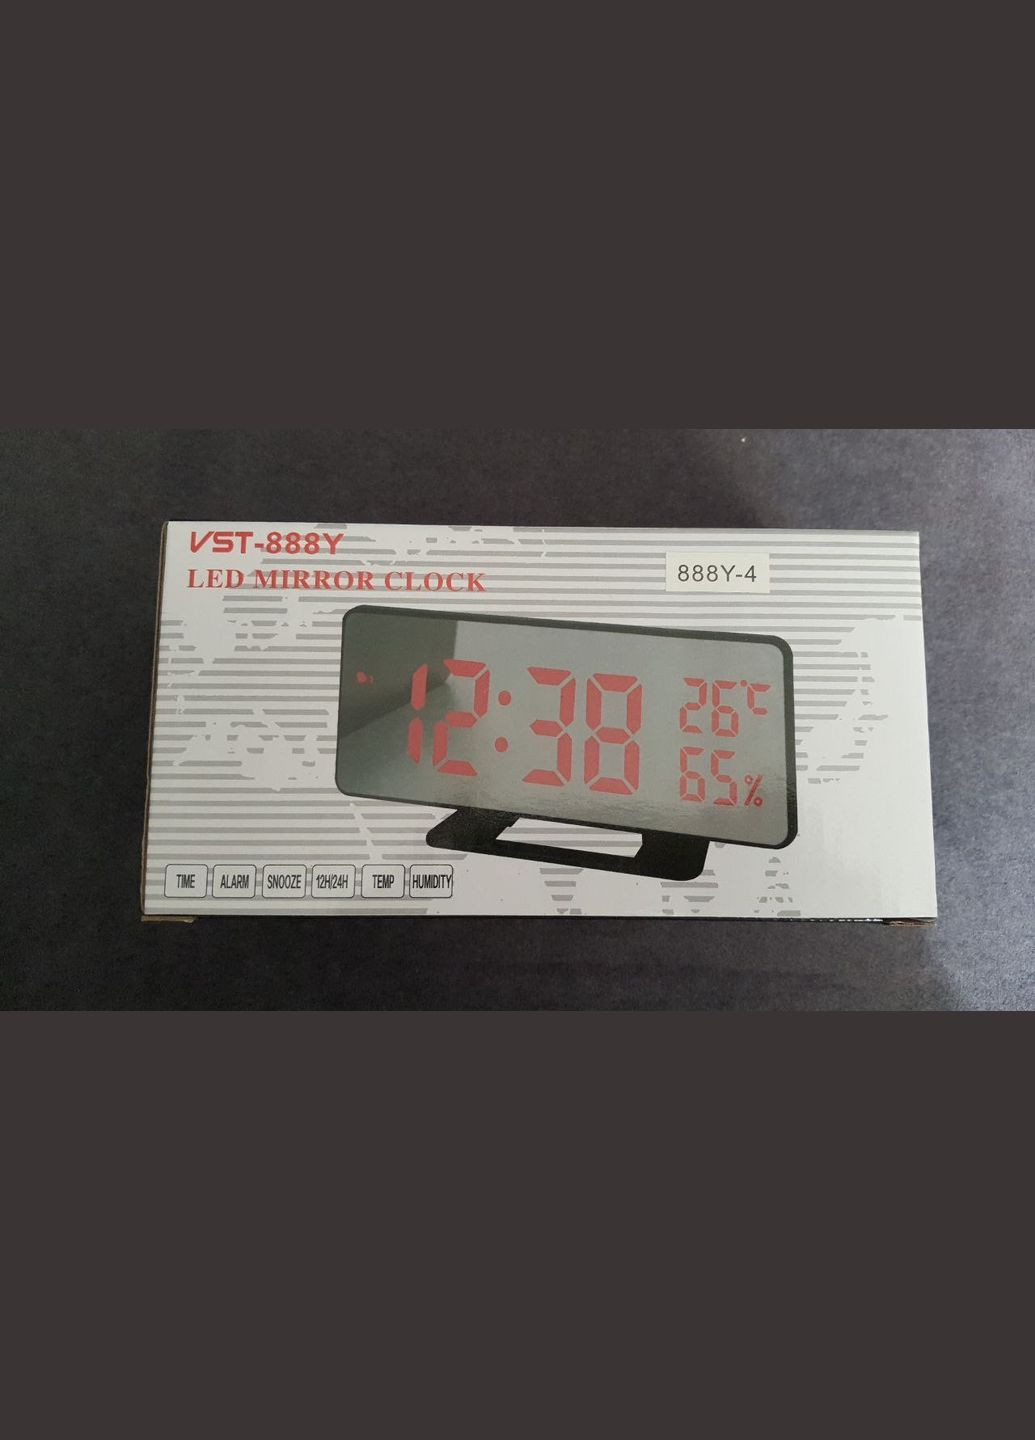 VST-888Y
LED MIRROR CLOCK
888Y-4
12:38
26°C
65%
TIME ALARM SNOOZE 12H/24H TEMP HUMIDITY